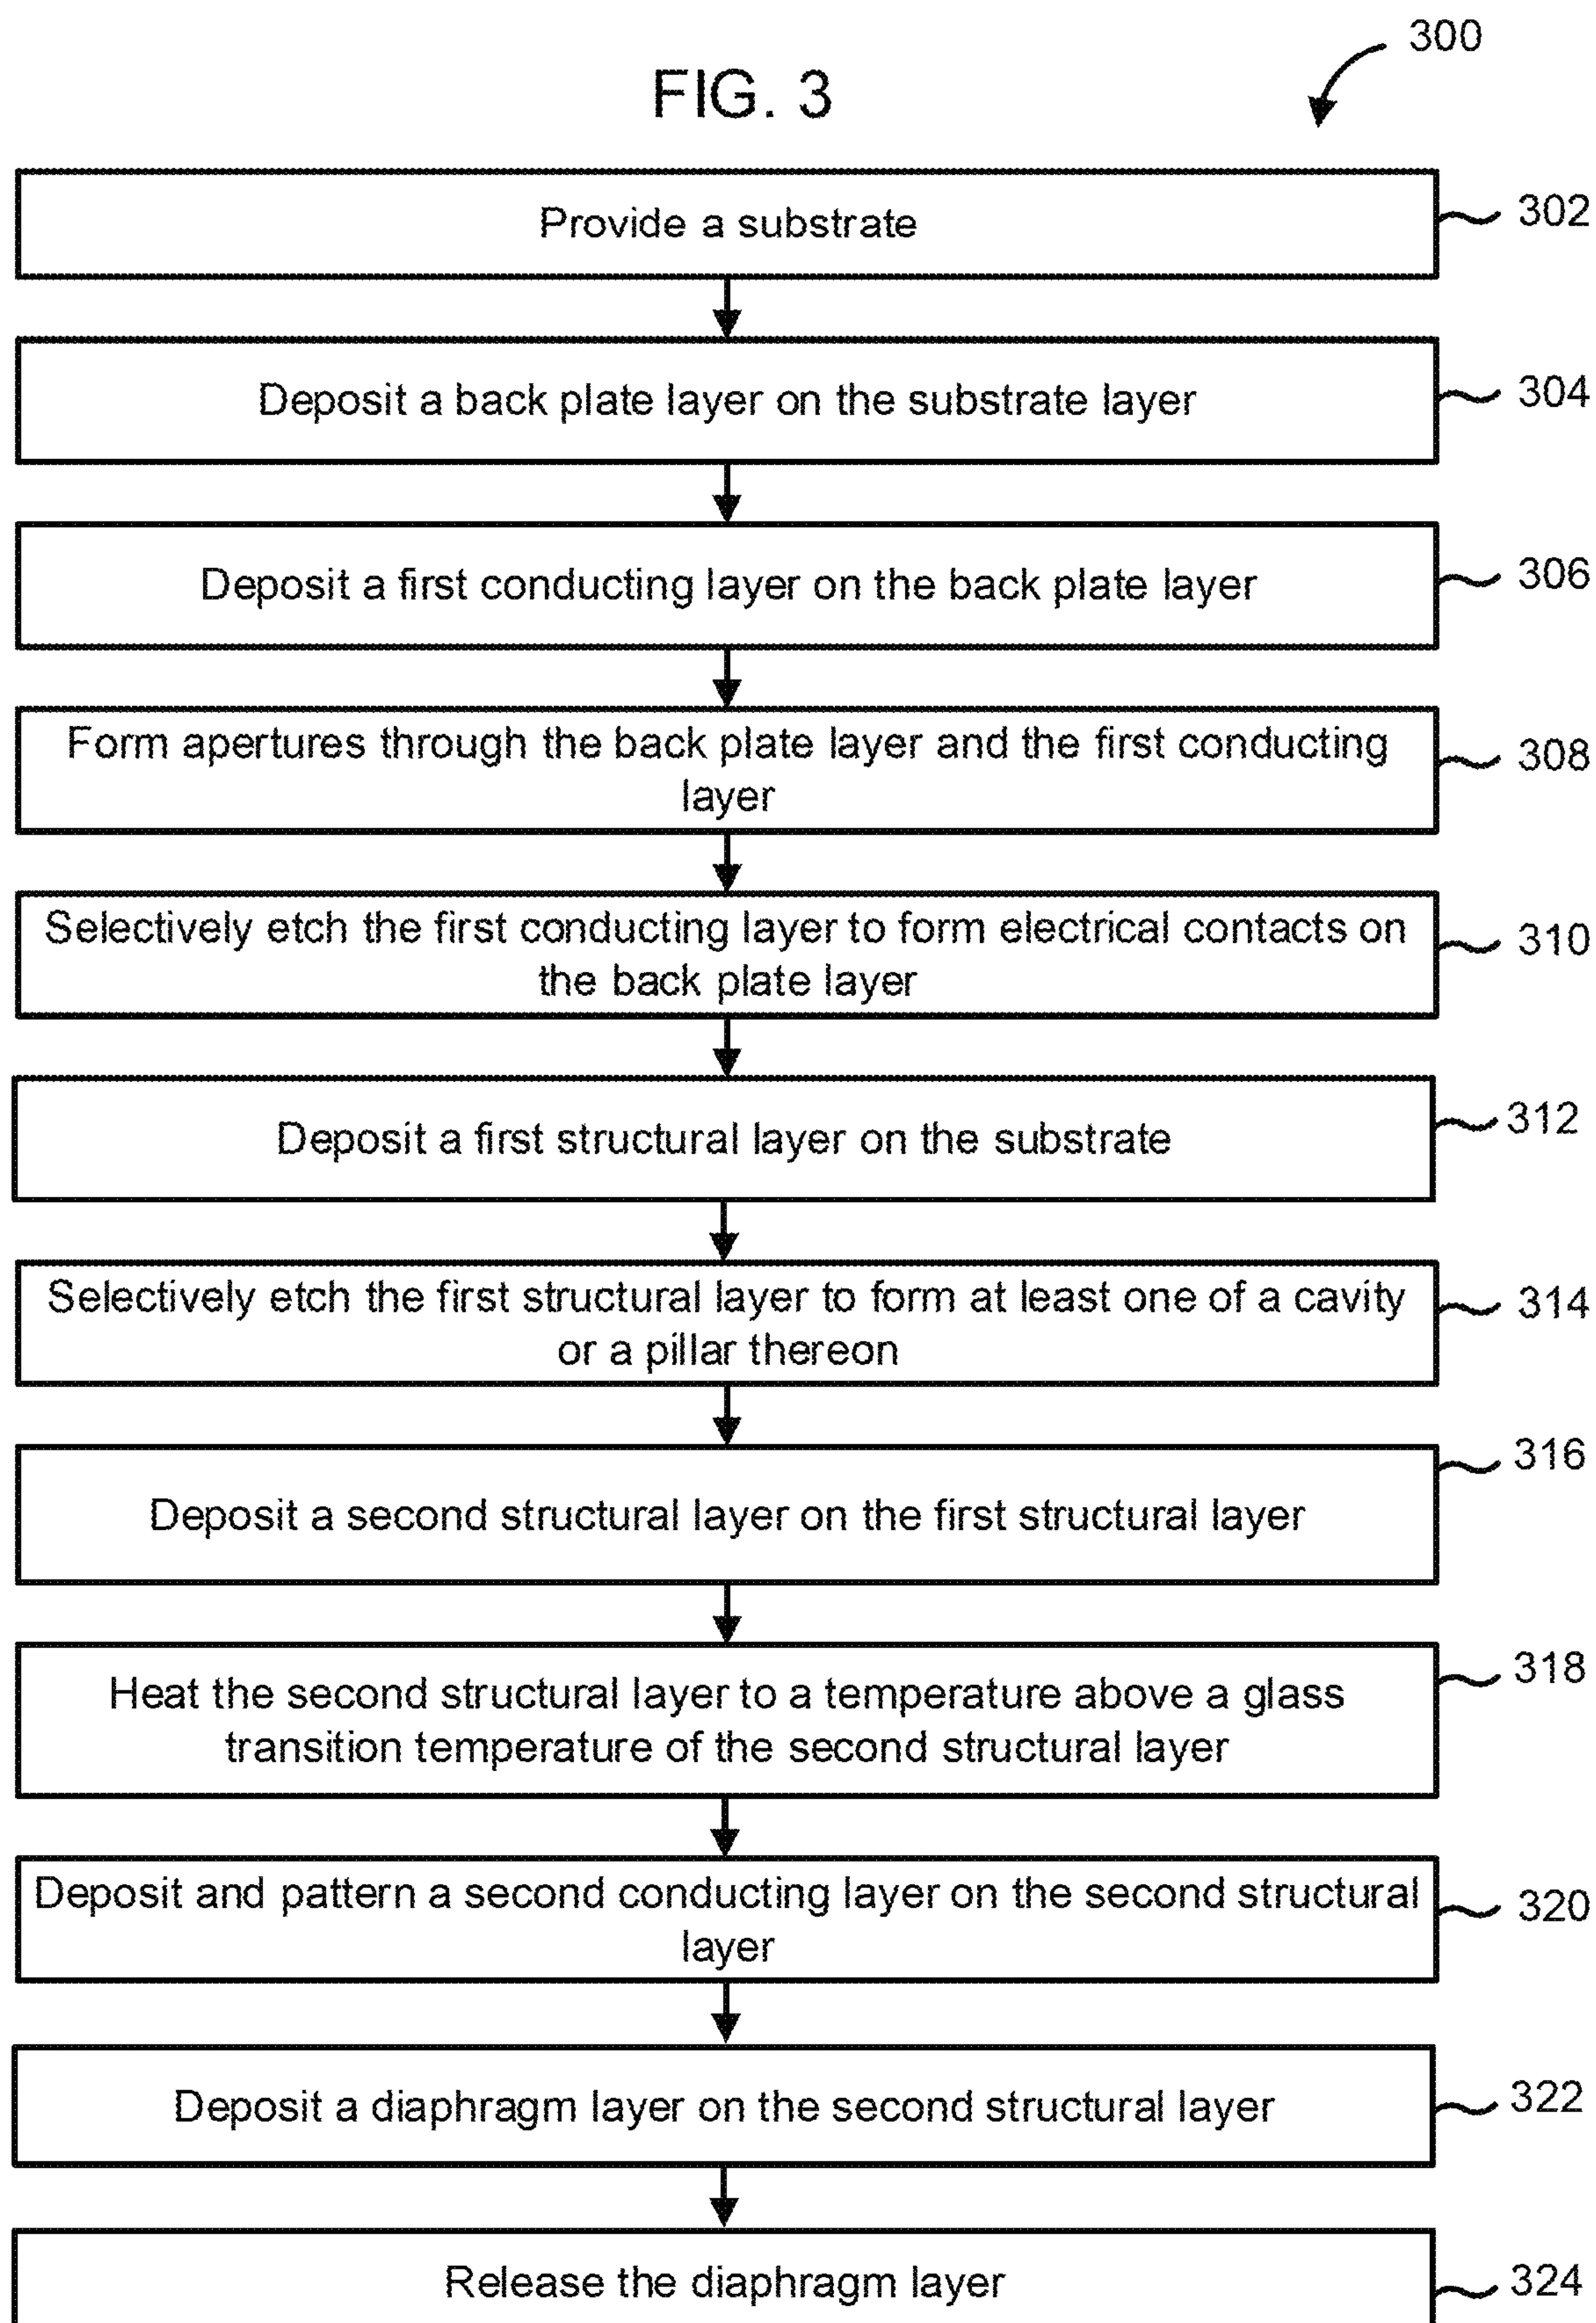 300
FIG. 3
Provide a substrate
302
Deposit a back plate layer on the substrate layer
304
Deposit a first conducting layer on the back plate layer
306
Form apertures through the back plate layer and the first conducting
layer
308
Selectively etch the first conducting layer to form electrical contacts on
the back plate layer
310
Deposit a first structural layer on the substrate
312
Selectively etch the first structural layer to form at least one of a cavity
or a pillar thereon
314
Deposit a second structural layer on the first structural layer
316
Heat the second structural layer to a temperature above a glass
transition temperature of the second structural layer
318
Deposit and pattern a second conducting layer on the second structural
layer
320
Deposit a diaphragm layer on the second structural layer
322
Release the diaphragm layer
324